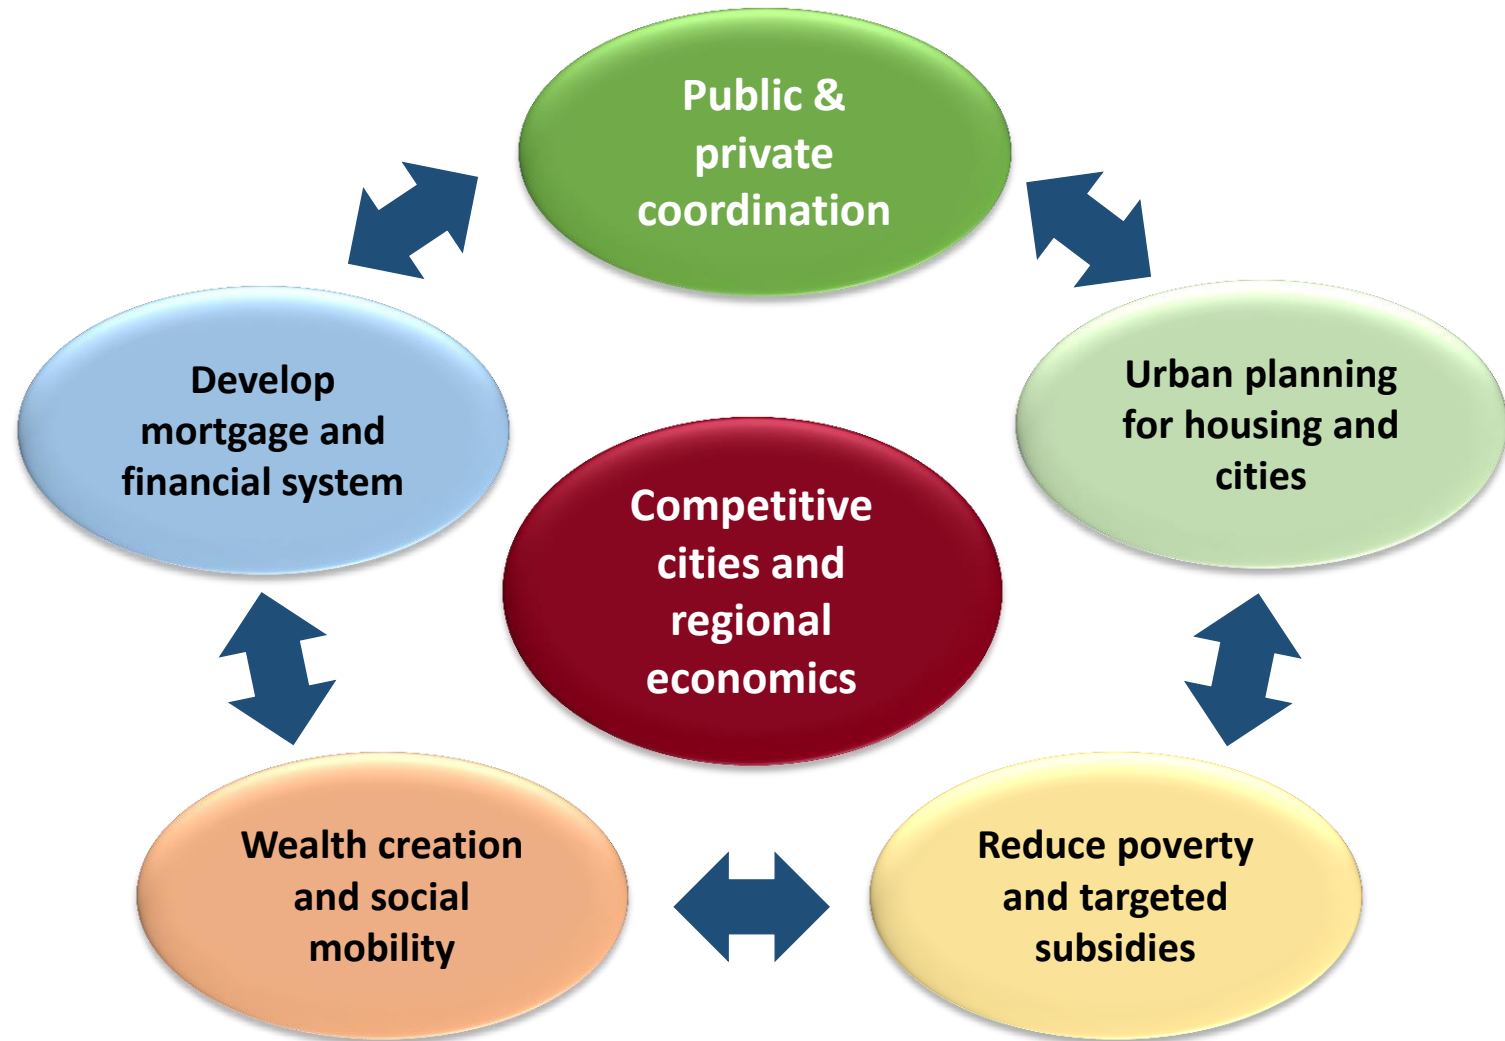 Public &
private
coordination
Develop
mortgage and
financial system
Urban planning
for housing and
cities
Competitive
cities and
regional
economics
Wealth creation
and social
mobility
Reduce poverty
and targeted
subsidies